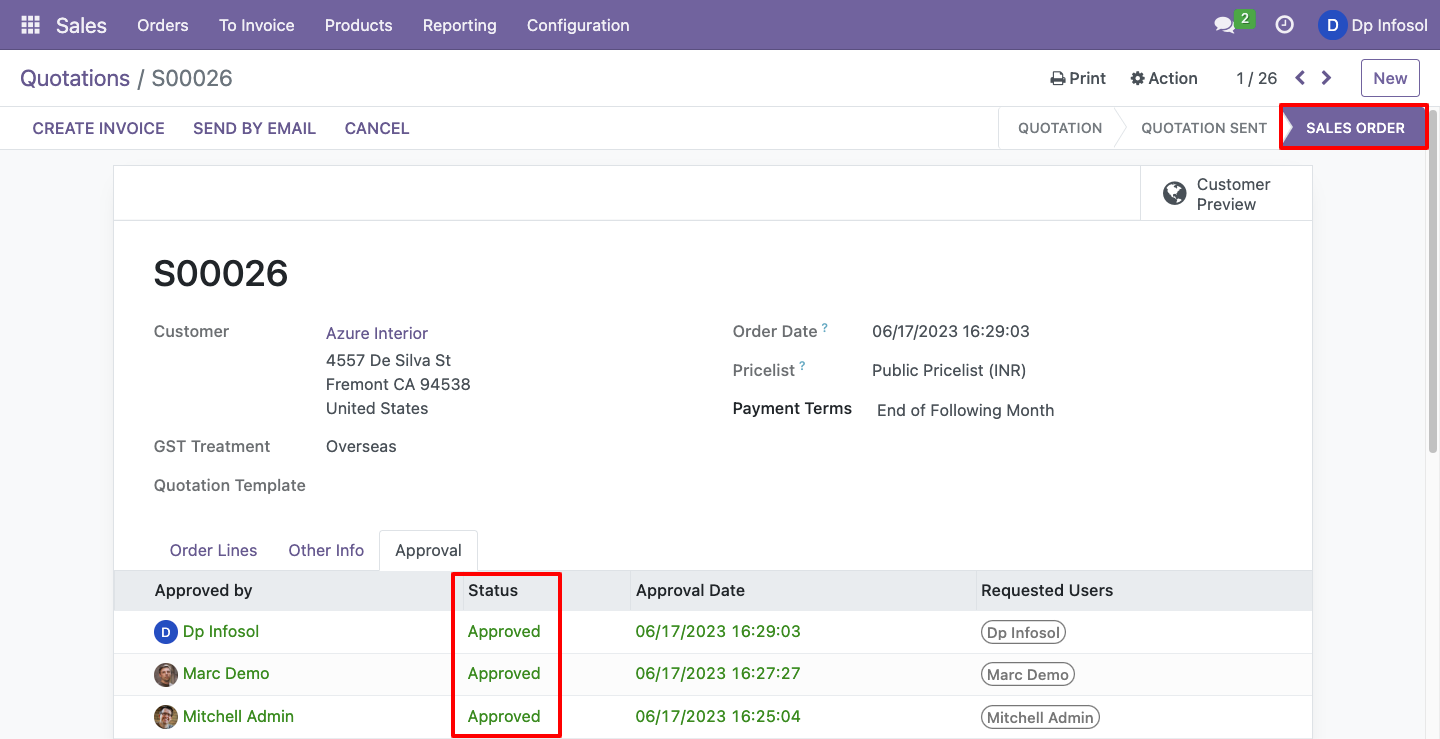 Sales Orders To Invoice Products Reporting Configuration 2 D Dp Infosol
Quotations / S00026 Print Action 1 / 26 New
CREATE INVOICE SEND BY EMAIL CANCEL QUOTATION QUOTATION SENT SALES ORDER
Customer
Preview
S00026
Customer Azure Interior Order Date ? 06/17/2023 16:29:03
4557 De Silva St
Fremont CA 94538 Pricelist ? Public Pricelist (INR)
United States Payment Terms End of Following Month
GST Treatment Overseas
Quotation Template
Order Lines Other Info Approval
Approved by Status Approval Date Requested Users
D Dp Infosol Approved 06/17/2023 16:29:03 Dp Infosol
Marc Demo Approved 06/17/2023 16:27:27 Marc Demo
Mitchell Admin Approved 06/17/2023 16:25:04 Mitchell Admin